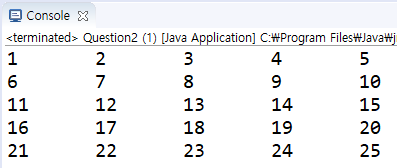 Console
<terminated> Question2 (1) [Java Application] C:₩Program Files₩Java₩j
1 2 3 4 5
6 7 8 9 10
11 12 13 14 15
16 17 18 19 20
21 22 23 24 25